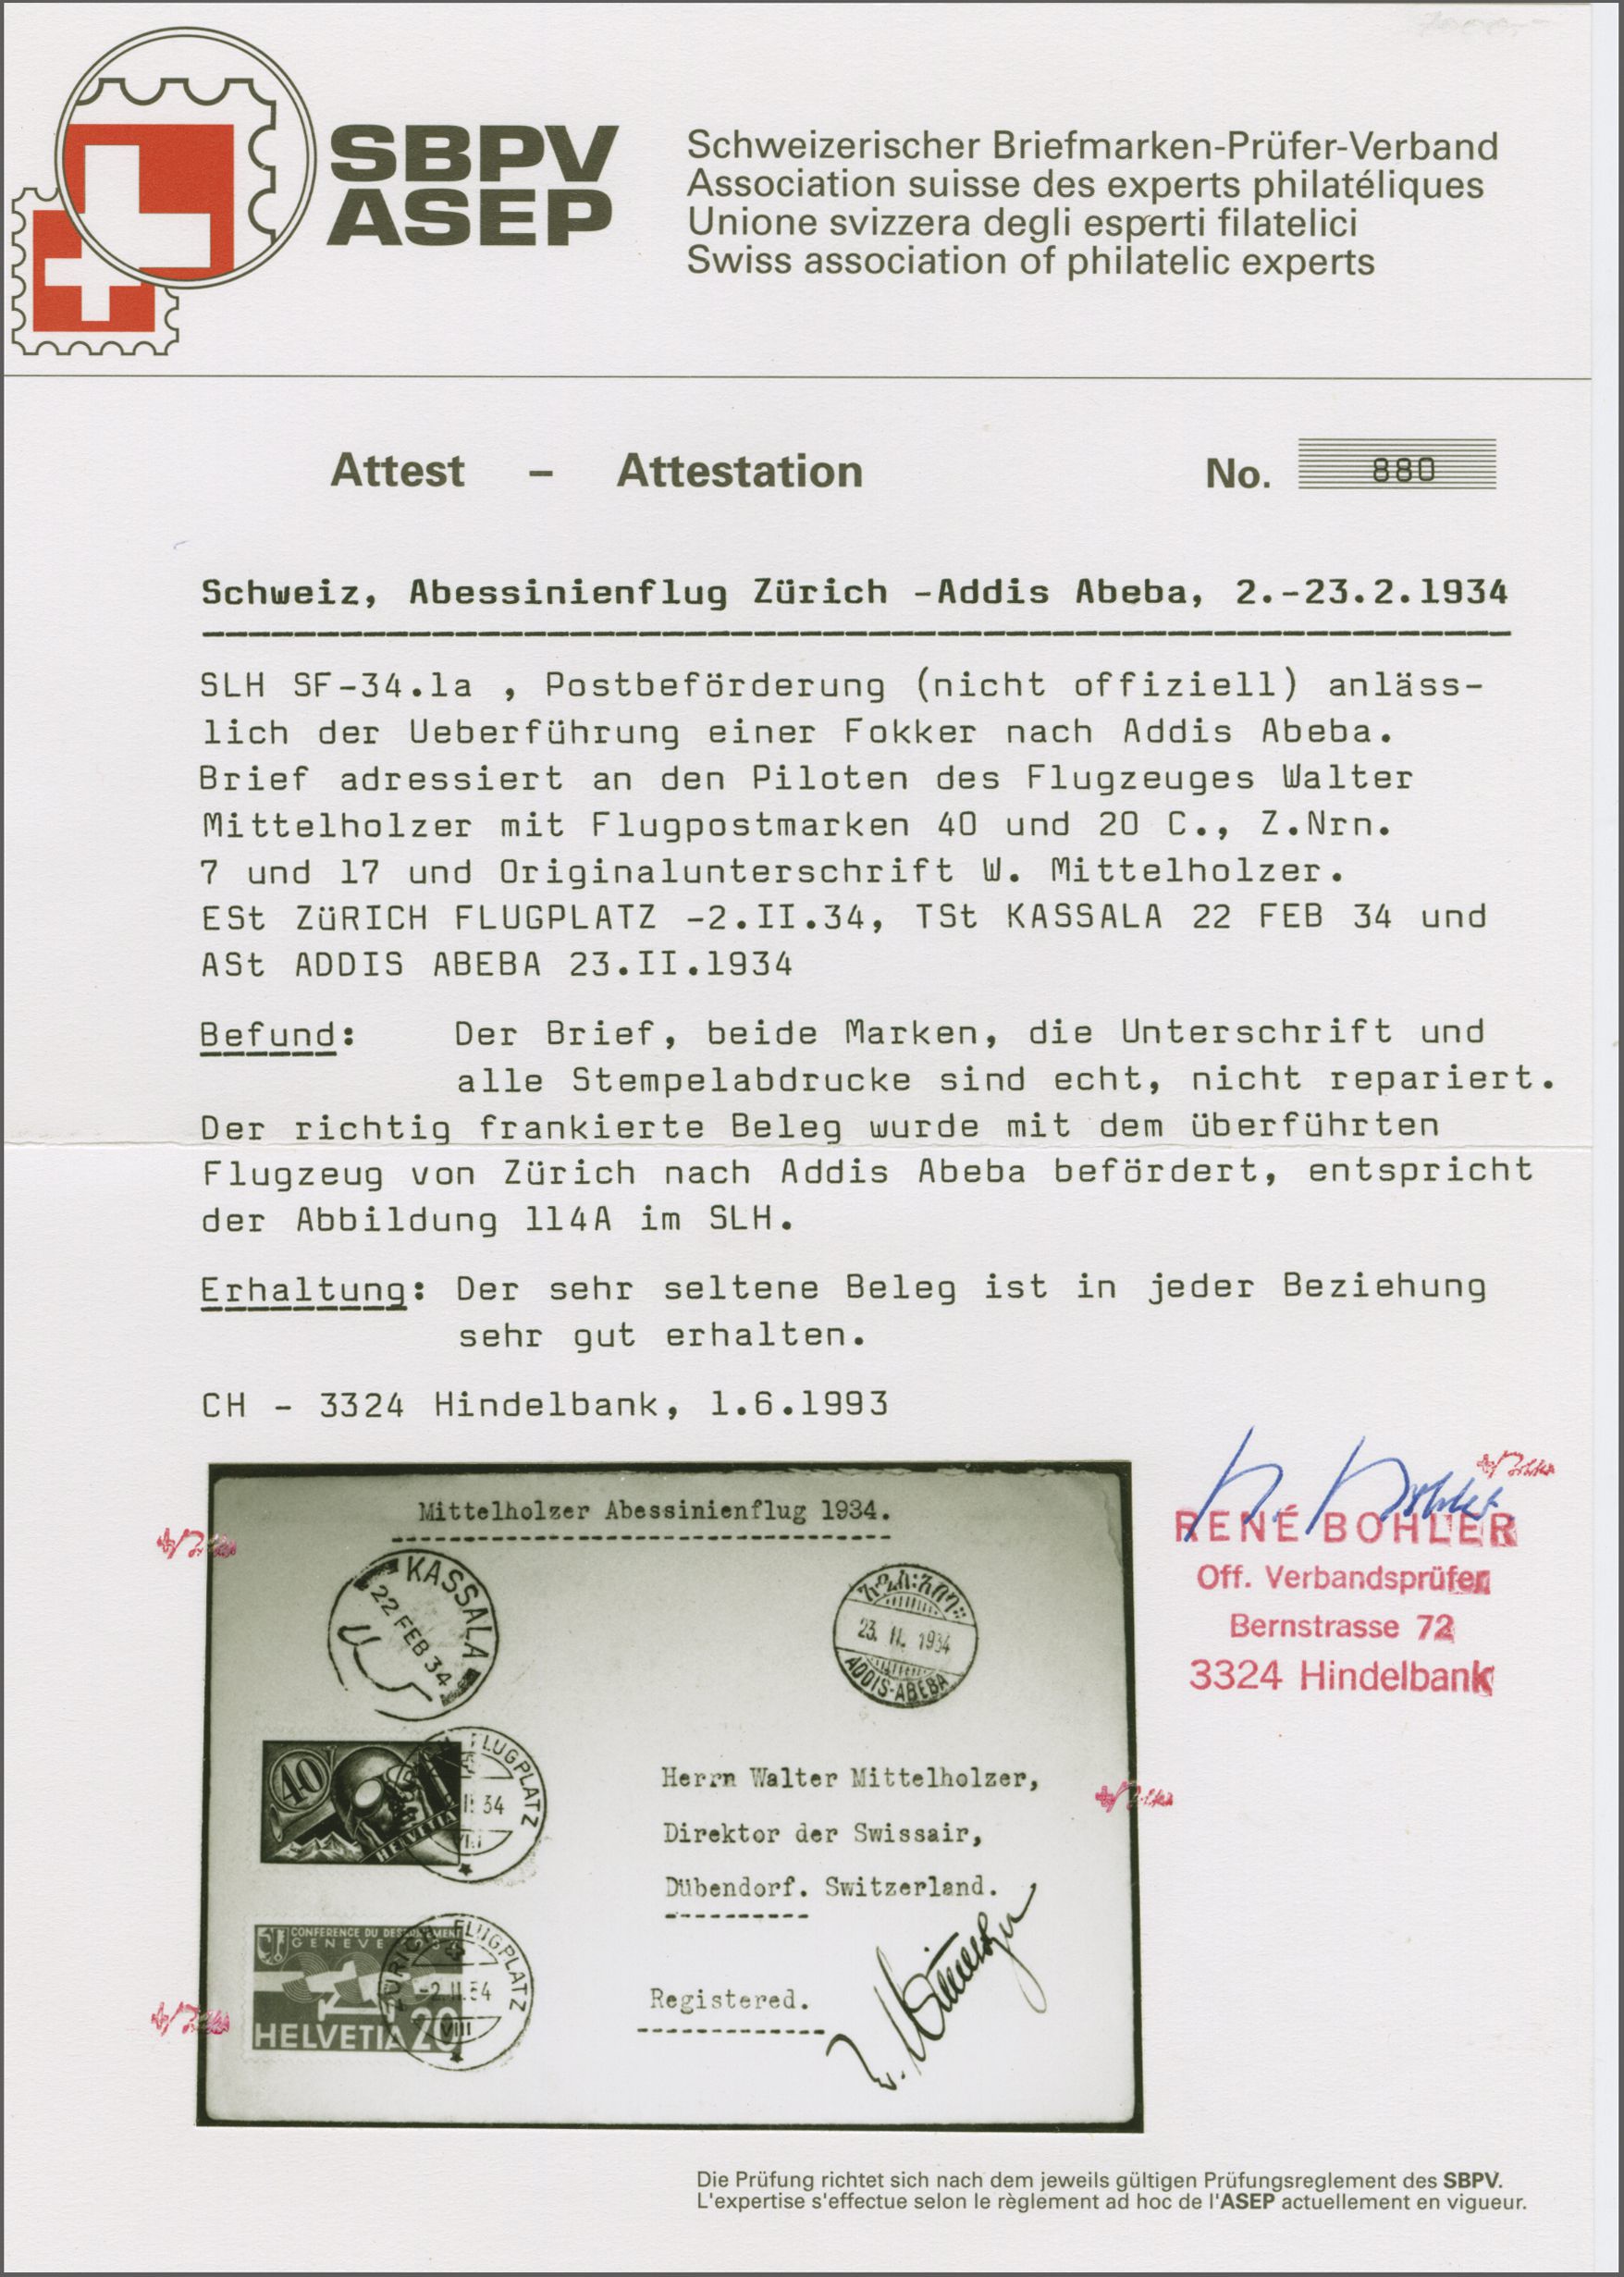 SBPV
ASEP
Schweizerischer Briefmarken-Prüfer-Verband
Association suisse des experts philatéliques
Unione svizzera degli esperti filatelici
Swiss association of philatelic experts
Attest – Attestation No. 880
Schweiz, Abessinienflug Zürich -Addis Abeba, 2.-23.2.1934
SLH SF-34.1a , Postbeförderung (nicht offiziell) anläss-
lich der Ueberführung einer Fokker nach Addis Abeba.
Brief adressiert an den Piloten des Flugzeuges Walter
Mittelholzer mit Flugpostmarken 40 und 20 C., Z.Nrn.
7 und 17 und Originalunterschrift W. Mittelholzer.
ESt ZüRICH FLUGPLATZ -2.II.34, TSt KASSALA 22 FEB 34 und
ASt ADDIS ABEBA 23.II.1934
Befund: Der Brief, beide Marken, die Unterschrift und
alle Stempelabdrucke sind echt, nicht repariert.
Der richtig frankierte Beleg wurde mit dem überführten
Flugzeug von Zürich nach Addis Abeba befördert, entspricht
der Abbildung 114A im SLH.
Erhaltung: Der sehr seltene Beleg ist in jeder Beziehung
sehr gut erhalten.
CH - 3324 Hindelbank, 1.6.1993
RENÉ BOHLER
Off. Verbandsprüfer
Bernstrasse 72
3324 Hindelbank
Mittelholzer Abessinienflug 1934.
KASSALA
22 FEB 34
አዲስ፡አበባ።
23. II. 1934
ADDIS-ABEBA
40
HELVETIA
FLUGPLATZ
II 34
VIII
Herrn Walter Mittelholzer,
Direktor der Swissair,
Dübendorf. Switzerland.
CONFERENCE DU DESARMEMENT
GENEVE
HELVETIA 20
ZÜRICH FLUGPLATZ
-2.II.34
VIII
Registered.
Die Prüfung richtet sich nach dem jeweils gültigen Prüfungsreglement des SBPV.
L'expertise s'effectue selon le règlement ad hoc de l'ASEP actuellement en vigueur.